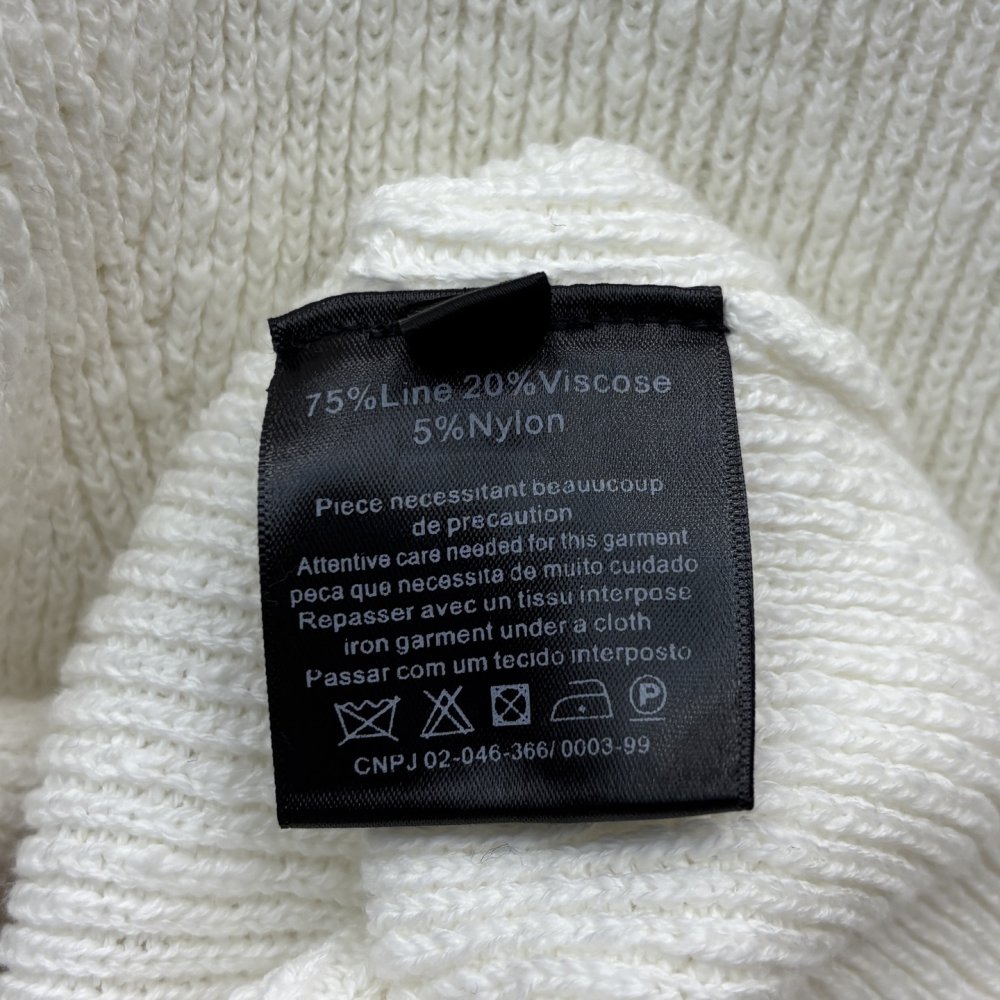 75%Line 20%Viscose
5%Nylon
Piece necessitant beauucoup
de precaution
Attentive care needed for this garment
peca que necessita de muito cuidado
Repasser avec un tissu interpose
iron garment under a cloth
Passar com um tecido interposto
P
CNPJ 02-046-366/ 0003-99